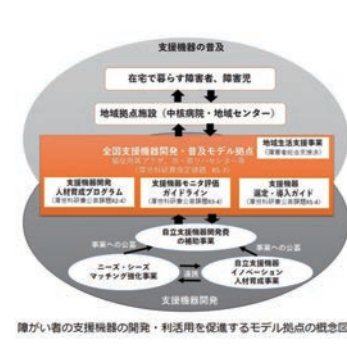 支援機器の普及
在宅で暮らす障害者、障害児
地域拠点施設(中核病院・地域センター)
全国支援機器開発・普及モデル拠点
地域生活支援事業
(障害者総合支援法)
支援機器開発
人材育成プログラム
支援機器モニタ評価
ガイドライン
支援機器
選定・導入ガイド
自立支援機器開発費
の補助事業
事業への公募
事業への公募
ニーズ・シーズ
マッチング強化事業
連携
自立支援機器
イノベーション
人材育成事業
支援機器開発
障がい者の支援機器の開発・利活用を促進するモデル拠点の概念図